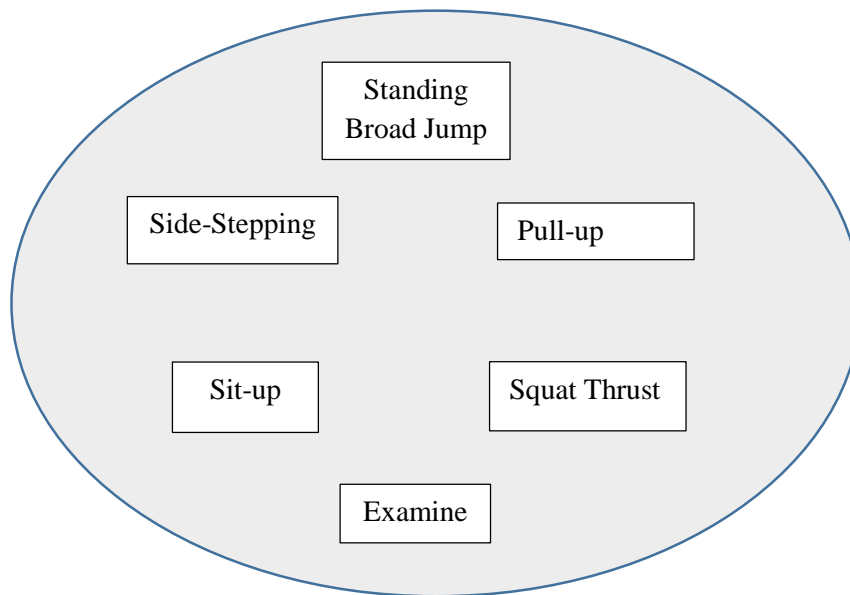 Standing
Broad Jump
Side-Stepping
Pull-up
Sit-up
Squat Thrust
Examine